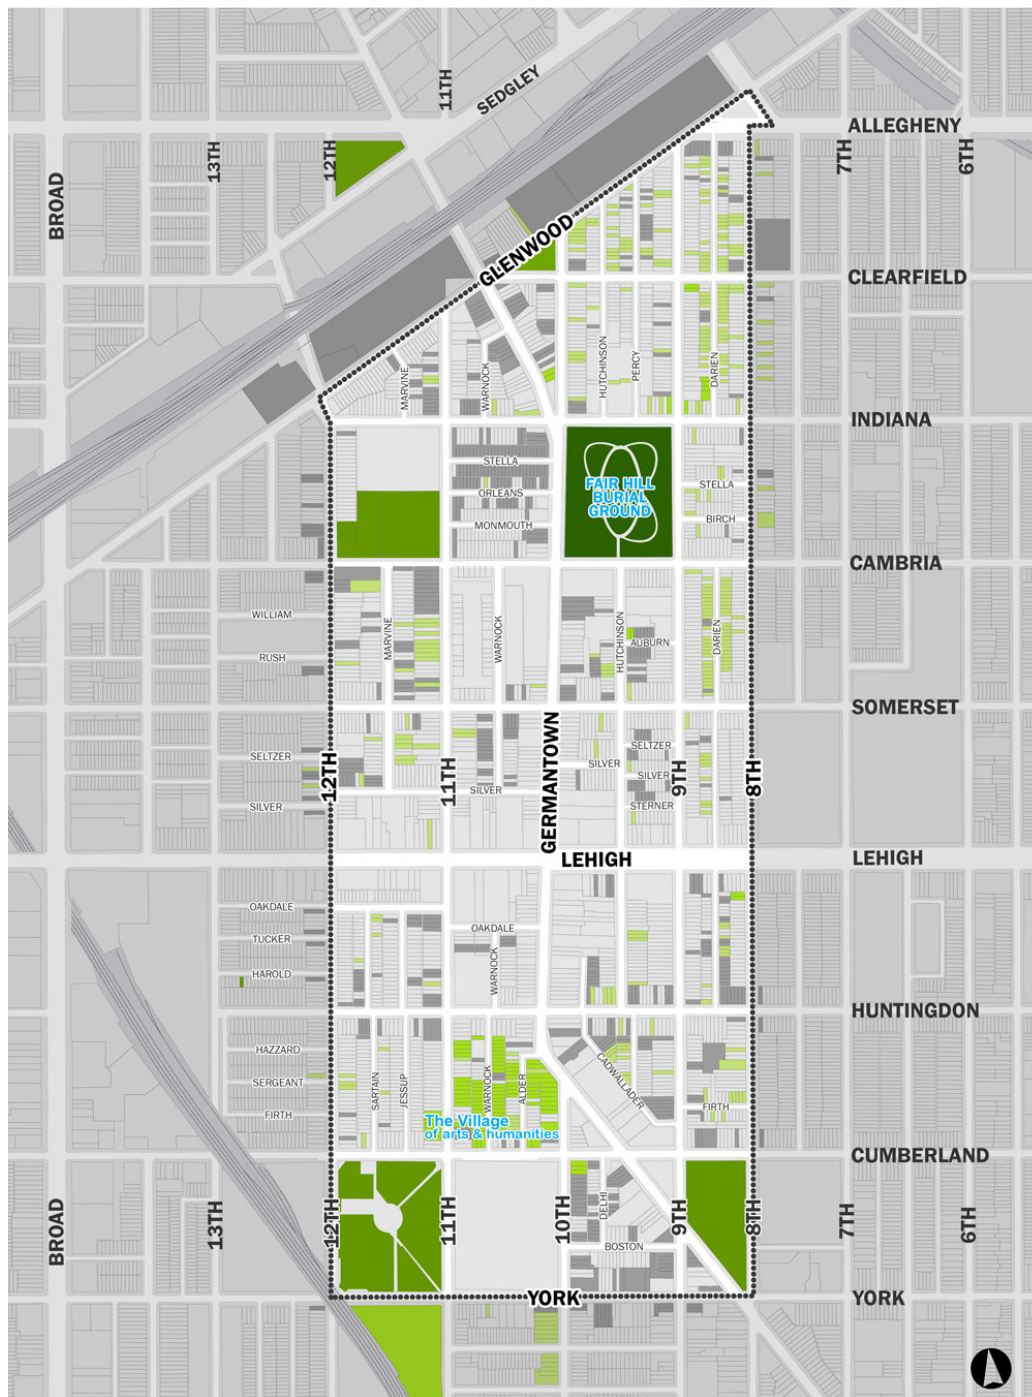 11TH
SEDGLEY
ALLEGHENY
13TH
12TH
7TH
6TH
BROAD
GLENWOOD
CLEARFIELD
MARVINE
WARNOCK
HUTCHINSON
PERCY
DARIEN
INDIANA
STELLA
ORLEANS
MONMOUTH
FAIR HILL
BURIAL
GROUND
STELLA
BIRCH
CAMBRIA
WILLIAM
RUSH
MARVINE
WARNOCK
HUTCHINSON
AUBURN
DARIEN
SOMERSET
SELTZER
SILVER
12TH
11TH
SILVER
GERMANTOWN
SILVER
SELTZER
SILVER
STERNER
9TH
8TH
LEHIGH
LEHIGH
OAKDALE
TUCKER
HAROLD
OAKDALE
WARNOCK
HUNTINGDON
HAZZARD
SERGEANT
FIRTH
SARTAIN
JESSUP
WARNOCK
ALDER
CADWALLADER
FIRTH
The Village
of arts & humanities
CUMBERLAND
BROAD
13TH
12TH
11TH
10TH
DELHI
BOSTON
9TH
8TH
7TH
6TH
YORK
YORK